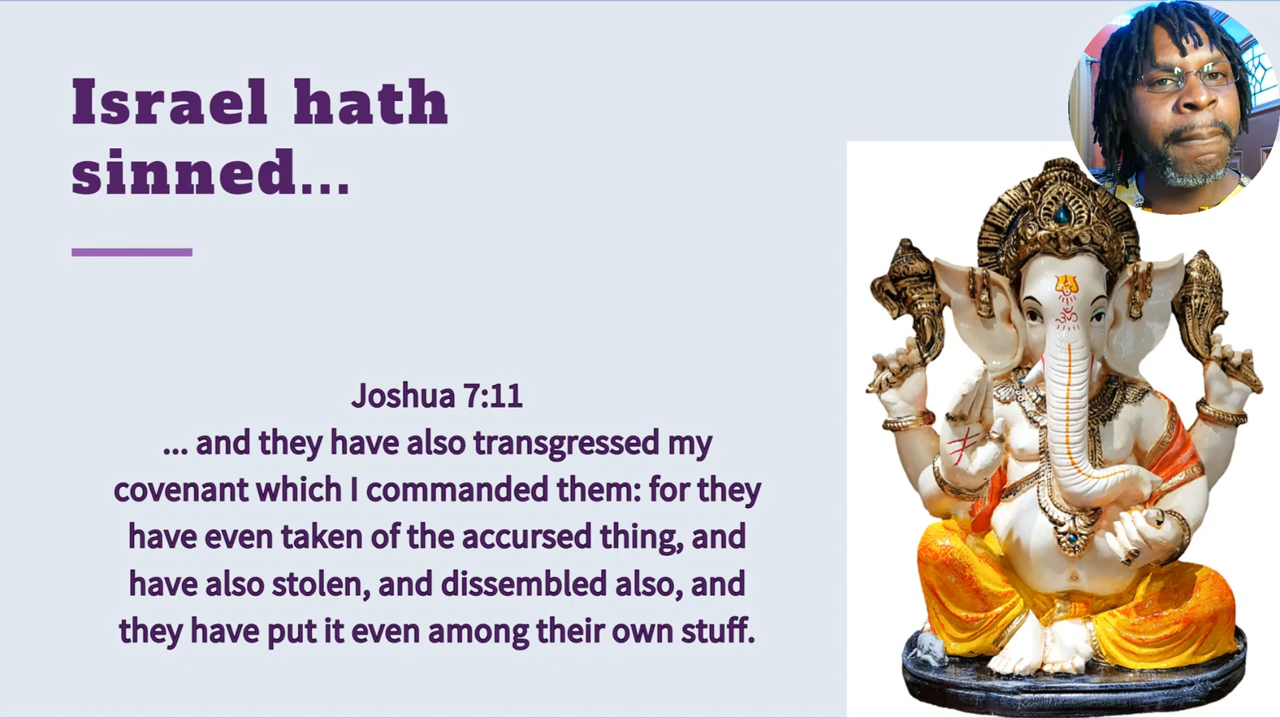 Israel hath
sinned...
Joshua 7:11
... and they have also transgressed my
covenant which I commanded them: for they
have even taken of the accursed thing, and
have also stolen, and dissembled also, and
they have put it even among their own stuff.
ॐ